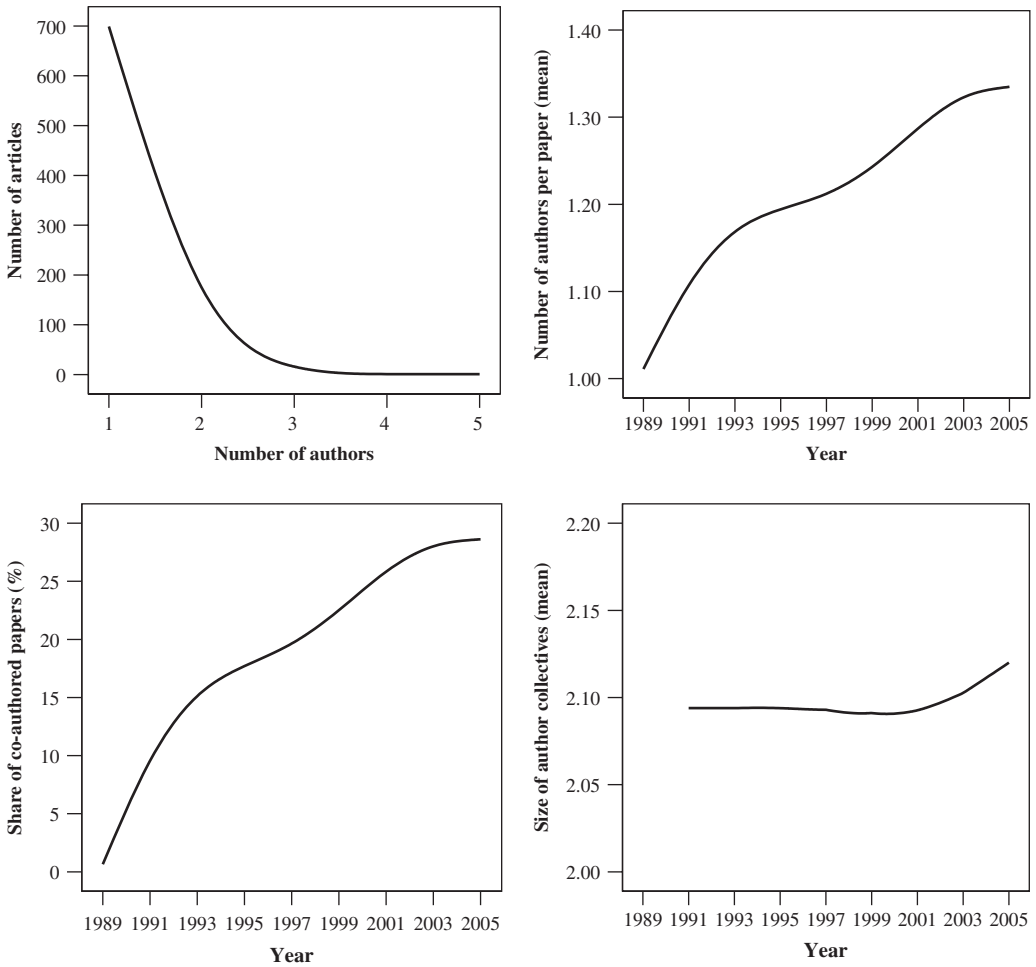 Number of articles
700
600
500
400
300
200
100
0
1 2 3 4 5
Number of authors
Number of authors per paper (mean)
1.40
1.30
1.20
1.10
1.00
1989 1991 1993 1995 1997 1999 2001 2003 2005
Year
Share of co-authored papers (%)
30
25
20
15
10
5
0
1989 1991 1993 1995 1997 1999 2001 2003 2005
Year
Size of author collectives (mean)
2.20
2.15
2.10
2.05
2.00
1989 1991 1993 1995 1997 1999 2001 2003 2005
Year